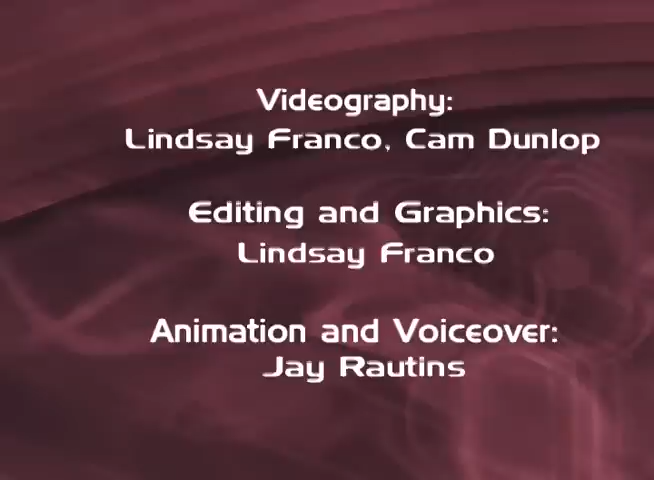 Videography:
Lindsay Franco, Cam Dunlop
Editing and Graphics:
Lindsay Franco
Animation and Voiceover:
Jay Rautins